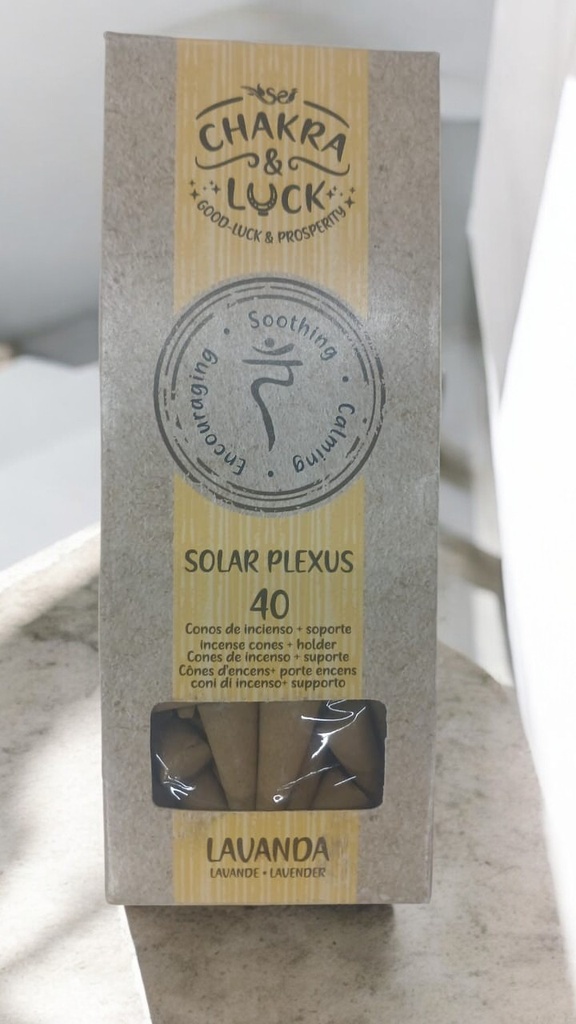 Sei
CHAKRA
&
LUCK
GOOD-LUCK & PROSPERITY
Encouraging • Soothing • Calming •
SOLAR PLEXUS
40
Conos de incienso + soporte
incense cones + holder
Cones de incenso + suporte
Cônes d'encens+ porte encens
coni di incenso+ supporto
LAVANDA
LAVANDE • LAVENDER